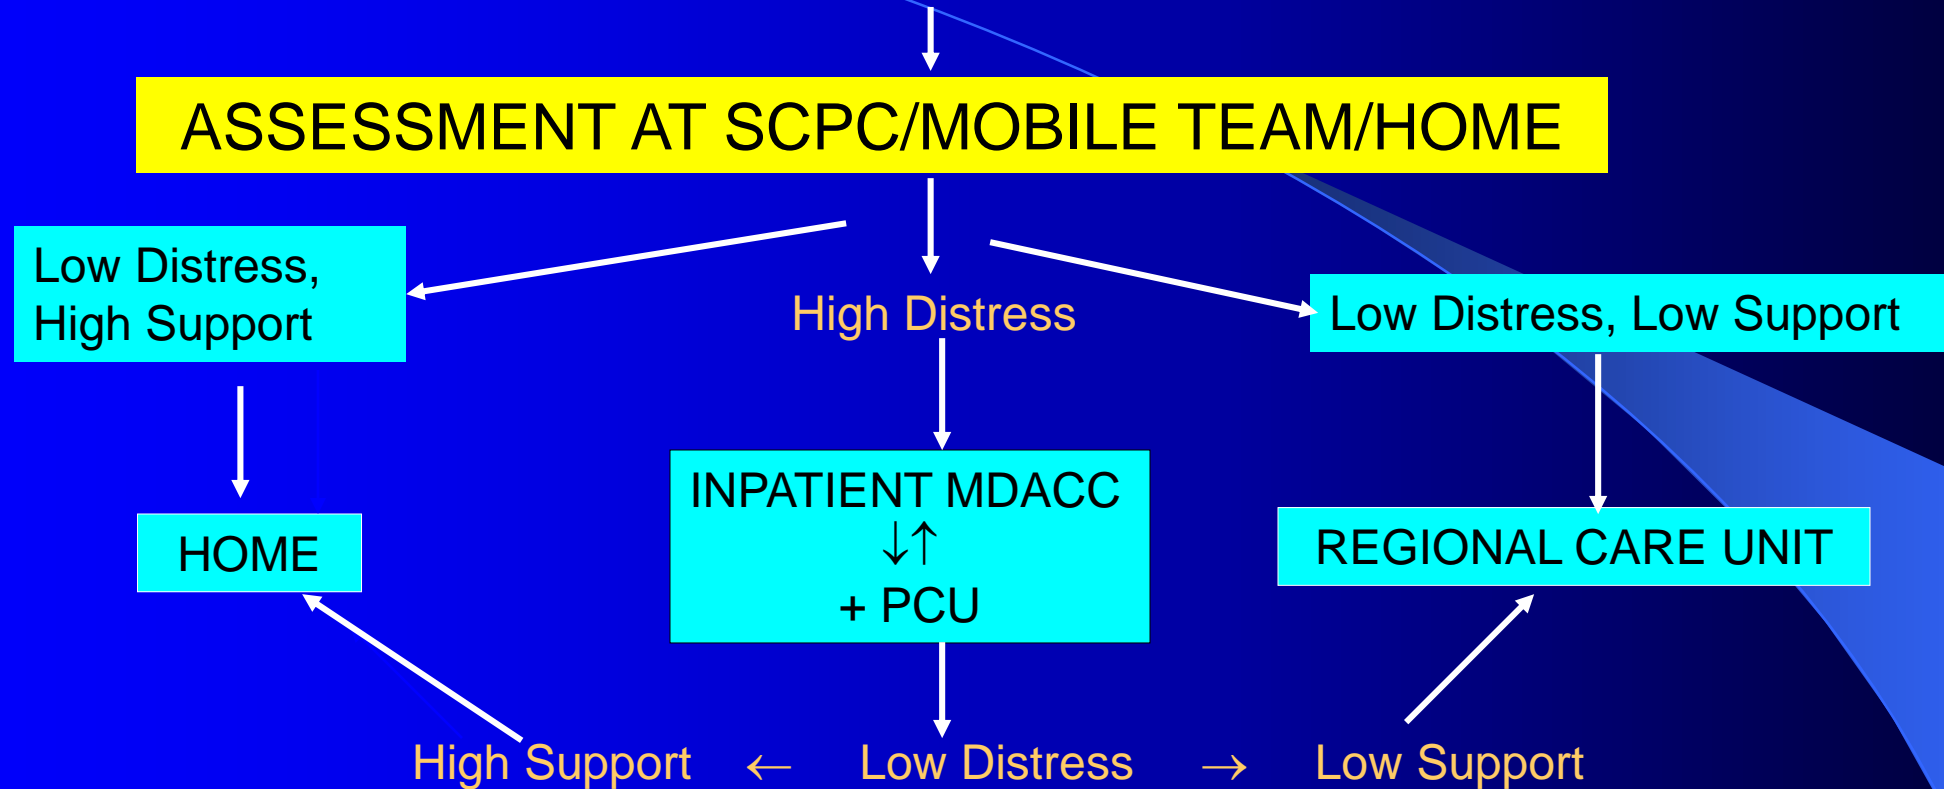 ASSESSMENT AT SCPC/MOBILE TEAM/HOME
Low Distress,
High Support
High Distress
Low Distress, Low Support
HOME
INPATIENT MDACC
↓↑
+ PCU
REGIONAL CARE UNIT
High Support ← Low Distress → Low Support